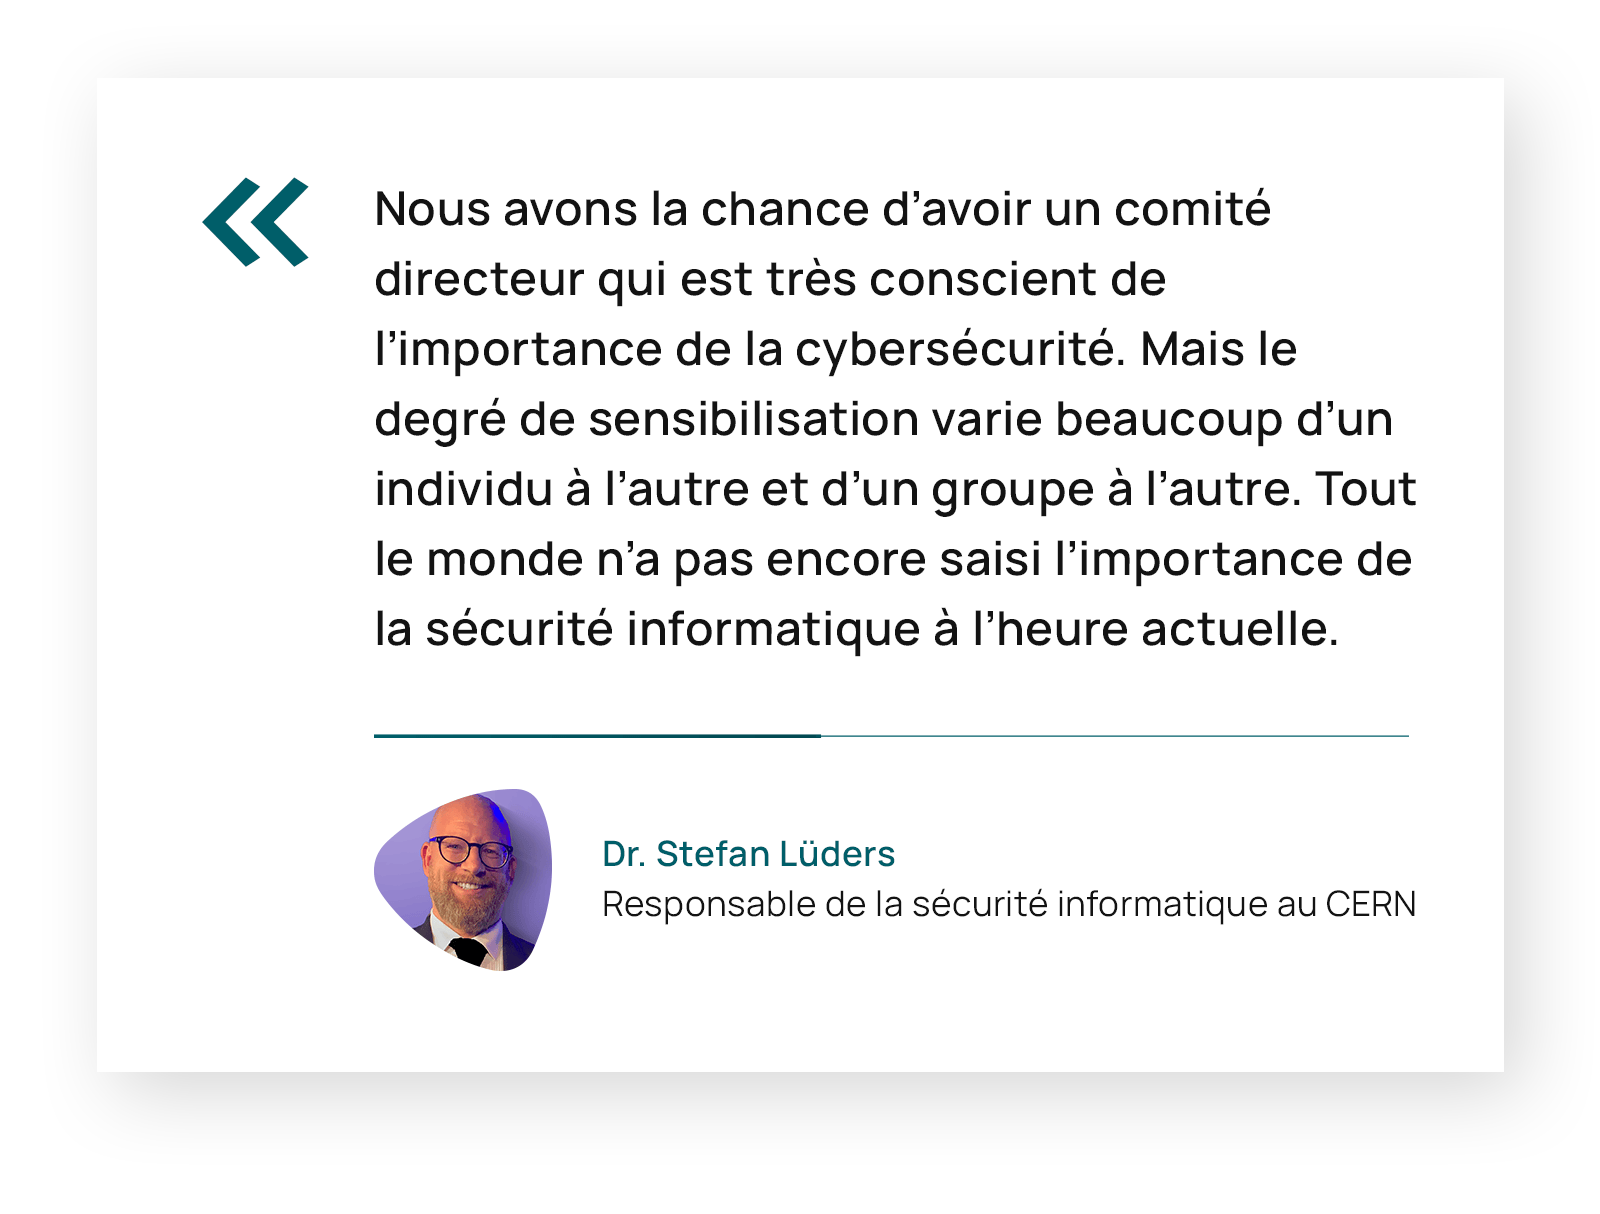 «
Nous avons la chance d’avoir un comité
directeur qui est très conscient de
l’importance de la cybersécurité. Mais le
degré de sensibilisation varie beaucoup d’un
individu à l’autre et d’un groupe à l’autre. Tout
le monde n’a pas encore saisi l’importance de
la sécurité informatique à l’heure actuelle.
Dr. Stefan Lüders
Responsable de la sécurité informatique au CERN